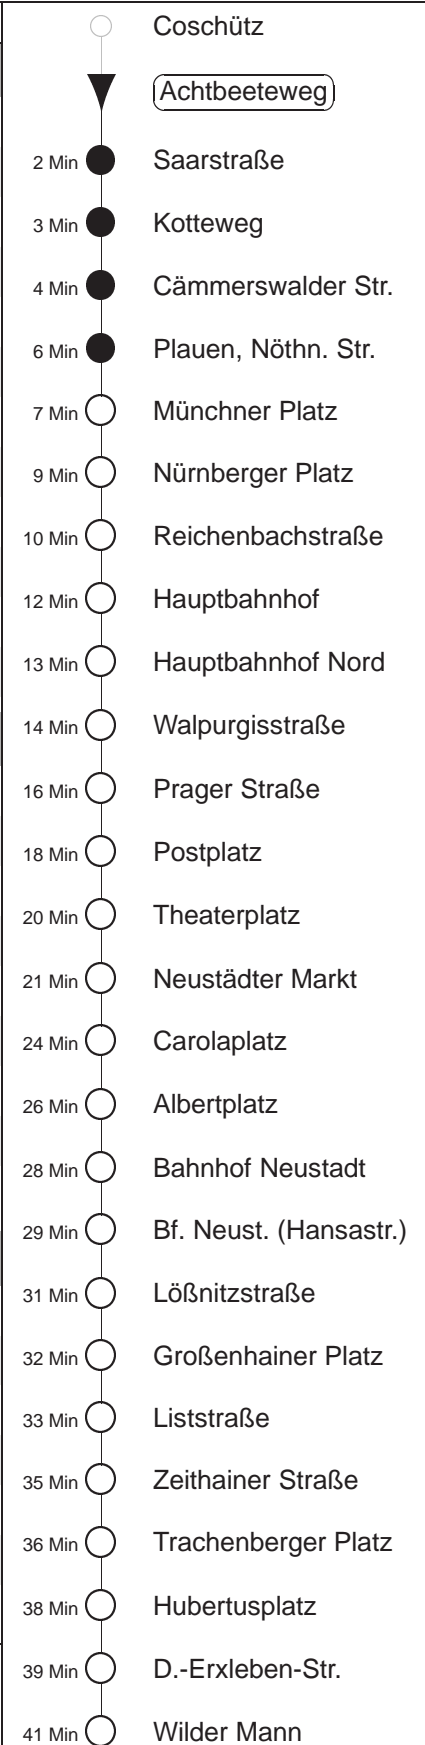 Coschütz
Achtbeeteweg
2 Min Saarstraße
3 Min Kotteweg
4 Min Cämmerswalder Str.
6 Min Plauen, Nöthn. Str.
7 Min Münchner Platz
9 Min Nürnberger Platz
10 Min Reichenbachstraße
12 Min Hauptbahnhof
13 Min Hauptbahnhof Nord
14 Min Walpurgisstraße
16 Min Prager Straße
18 Min Postplatz
20 Min Theaterplatz
21 Min Neustädter Markt
24 Min Carolaplatz
26 Min Albertplatz
28 Min Bahnhof Neustadt
29 Min Bf. Neust. (Hansastr.)
31 Min Lößnitzstraße
32 Min Großenhainer Platz
33 Min Liststraße
35 Min Zeithainer Straße
36 Min Trachenberger Platz
38 Min Hubertusplatz
39 Min D.-Erxleben-Str.
41 Min Wilder Mann